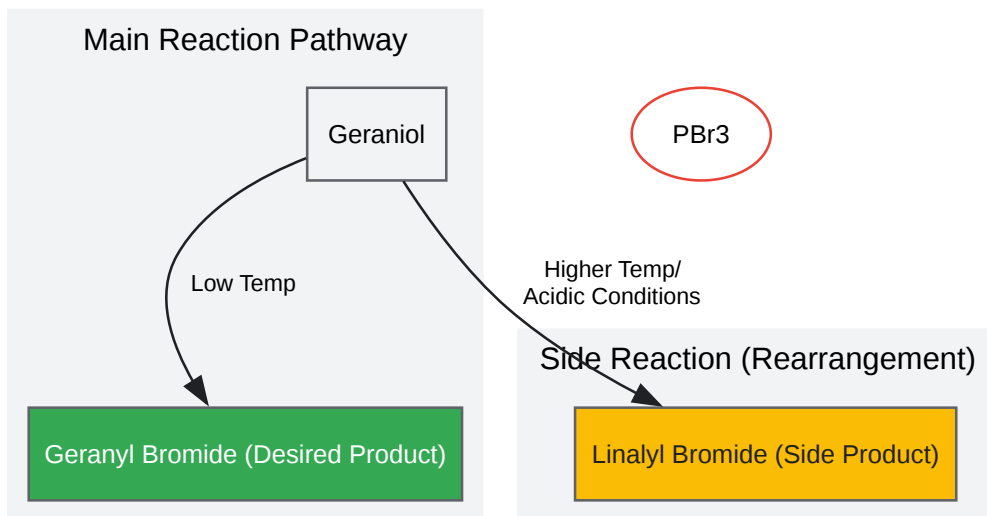 Main Reaction Pathway
Geraniol
PBr3
Low Temp
Higher Temp/
Acidic Conditions
Side Reaction (Rearrangement)
Geranyl Bromide (Desired Product)
Linalyl Bromide (Side Product)